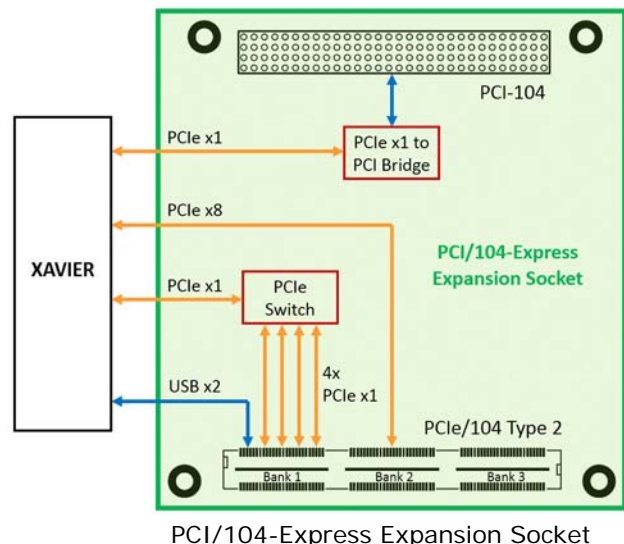 PCI-104
PCIe x1
PCIe x1 to
PCI Bridge
PCIe x8
XAVIER
PCI/104-Express
Expansion Socket
PCIe x1
PCIe
Switch
4x
PCIe x1
USB x2
PCIe/104 Type 2
Bank 1
Bank 2
Bank 3
PCI/104-Express Expansion Socket